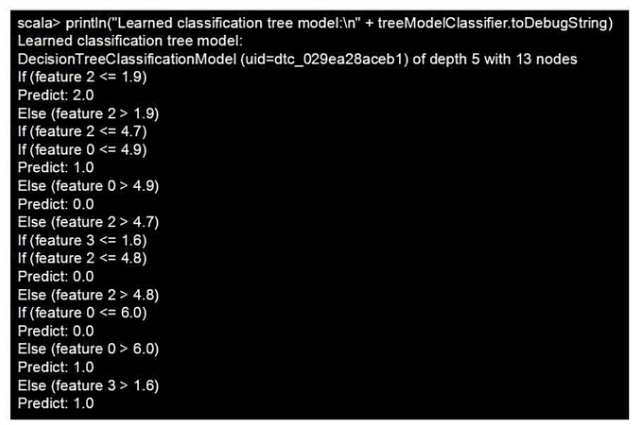 scala> println("Learned classification tree model:\n" + treeModelClassifier.toDebugString)
Learned classification tree model:
DecisionTreeClassificationModel (uid=dtc_029ea28aceb1) of depth 5 with 13 nodes
If (feature 2 <= 1.9)
Predict: 2.0
Else (feature 2 > 1.9)
If (feature 2 <= 4.7)
If (feature 0 <= 4.9)
Predict: 1.0
Else (feature 0 > 4.9)
Predict: 0.0
Else (feature 2 > 4.7)
If (feature 3 <= 1.6)
If (feature 2 <= 4.8)
Predict: 0.0
Else (feature 2 > 4.8)
If (feature 0 <= 6.0)
Predict: 0.0
Else (feature 0 > 6.0)
Predict: 1.0
Else (feature 3 > 1.6)
Predict: 1.0